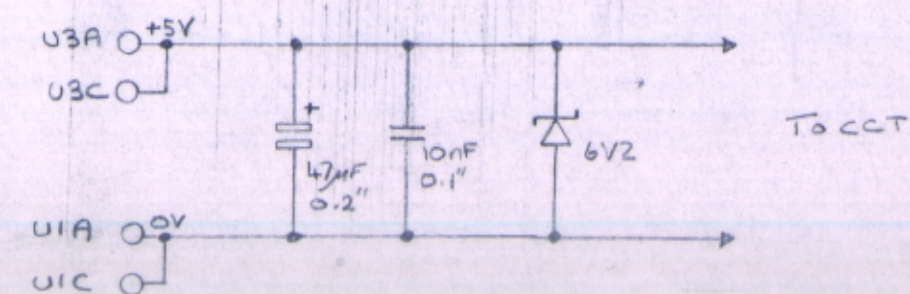 U3A +5V
U3C
+
47µF
0.2"
10nF
0.1"
6V2
To CCT
U1A 0V
U1C